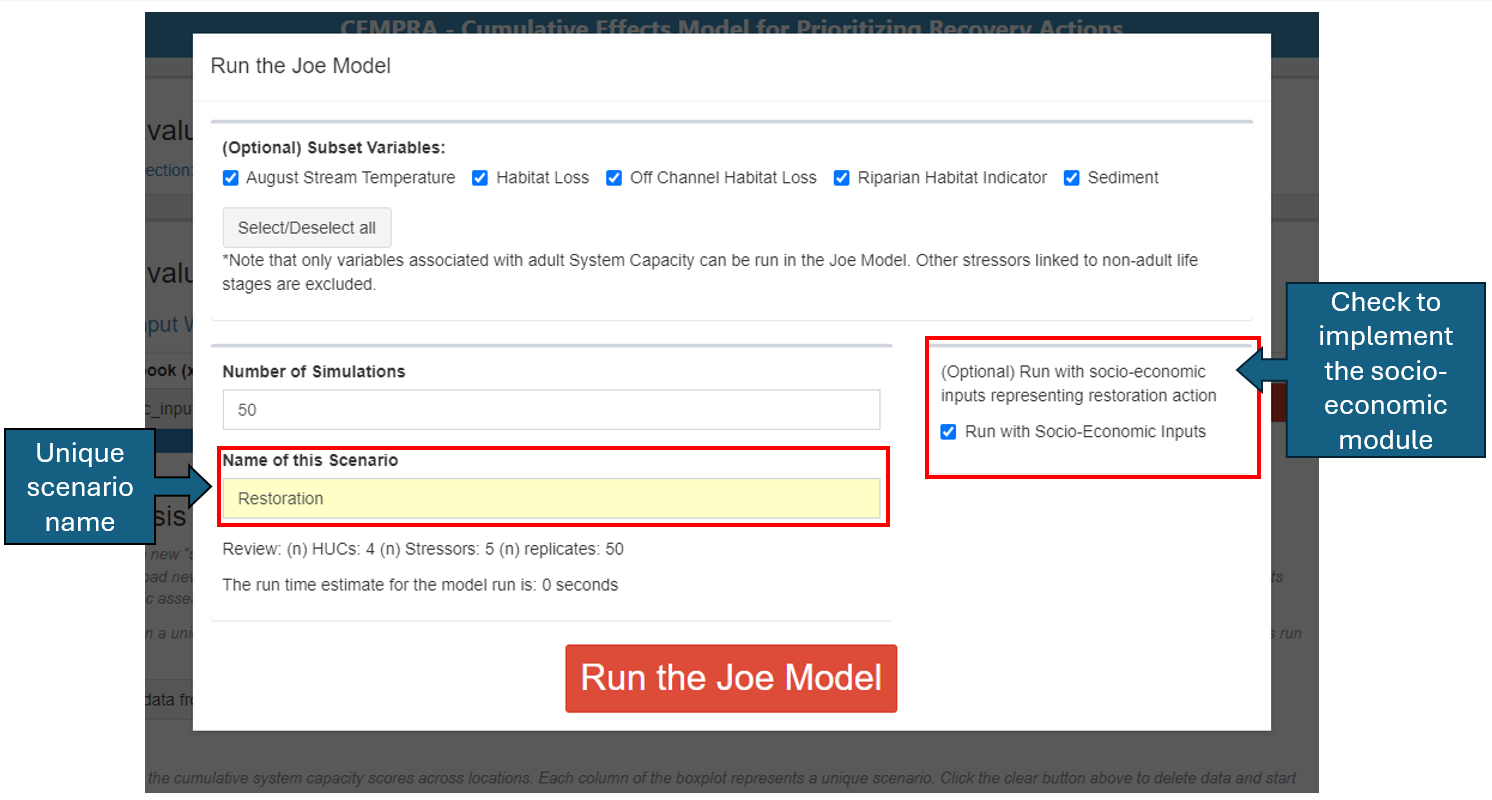 CEMPRA - Cumulative Effects Model for Prioritizing Recovery Actions
Run the Joe Model
(Optional) Subset Variables:
August Stream Temperature Habitat Loss Off Channel Habitat Loss Riparian Habitat Indicator Sediment
Select/Deselect all
*Note that only variables associated with adult System Capacity can be run in the Joe Model. Other stressors linked to non-adult life
stages are excluded.
Number of Simulations
50
Name of this Scenario
Restoration
Review: (n) HUCs: 4 (n) Stressors: 5 (n) replicates: 50
The run time estimate for the model run is: 0 seconds
(Optional) Run with socio-economic
inputs representing restoration action
Run with Socio-Economic Inputs
Run the Joe Model
Unique
scenario
name
Check to
implement
the socio-
economic
module
the cumulative system capacity scores across locations. Each column of the boxplot represents a unique scenario. Click the clear button above to delete data and start